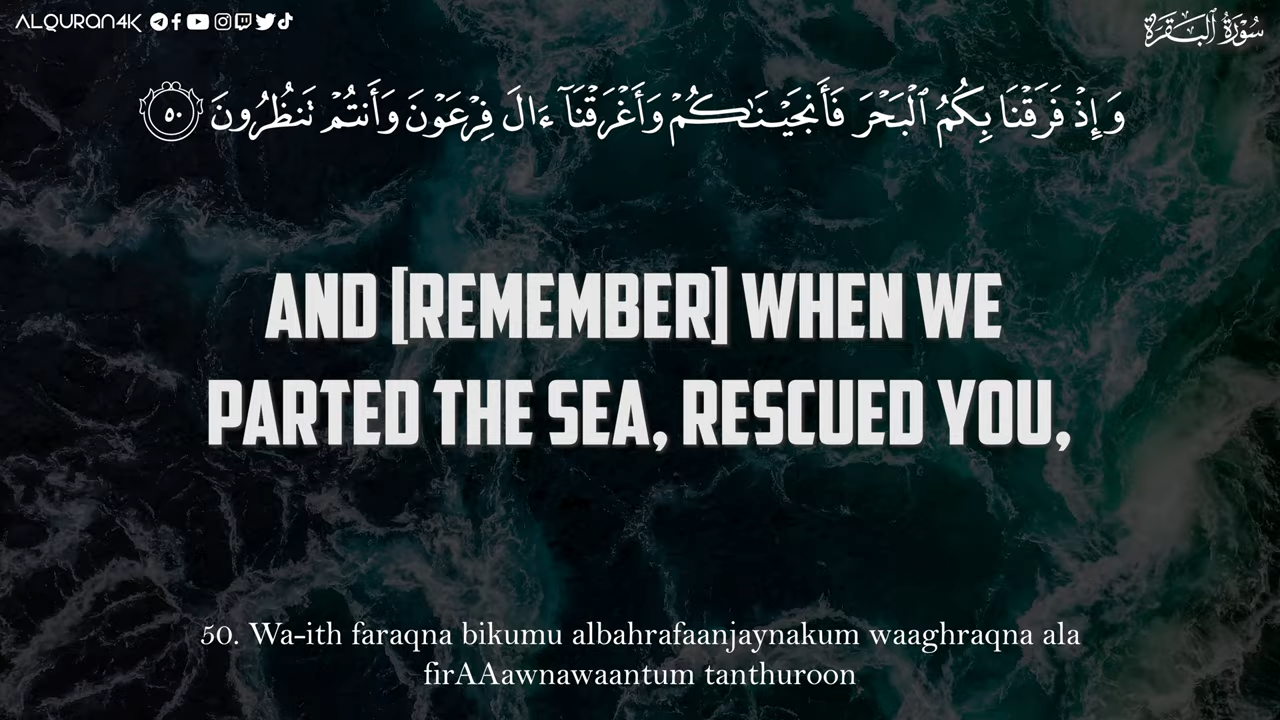 ALQURAN4K
سُورَةُ ٱلْبَقَرَةِ
وَإِذْ فَرَقْنَا بِكُمُ ٱلْبَحْرَ فَأَنجَيْنَـٰكُمْ وَأَغْرَقْنَآ ءَالَ فِرْعَوْنَ وَأَنتُمْ تَنظُرُونَ ٥٠
AND [REMEMBER] WHEN WE
PARTED THE SEA, RESCUED YOU,
50. Wa-ith faraqna bikumu albahrafaanjaynakum waaghraqna ala
firAAawnawaantum tanthuroon